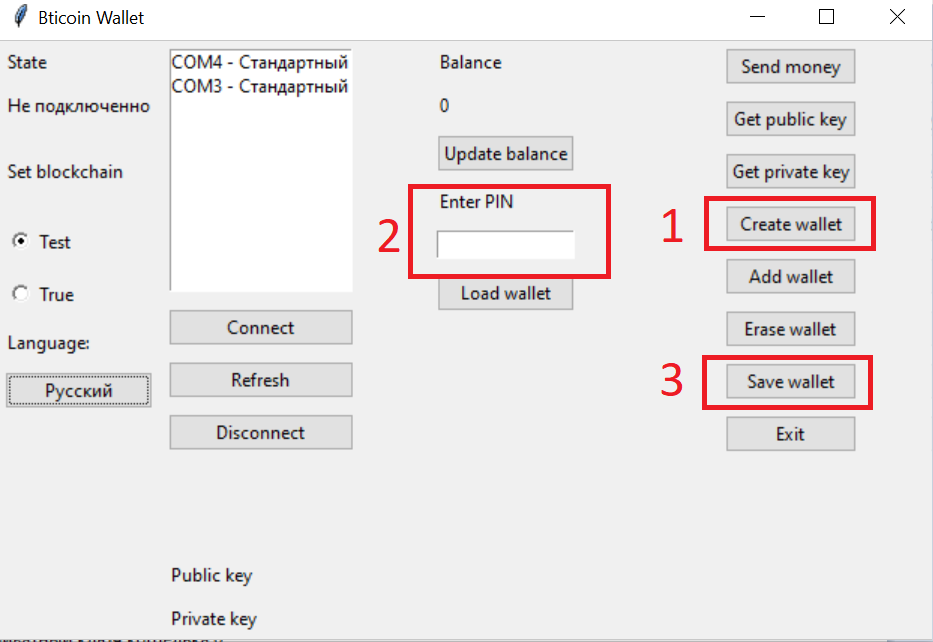 Bticoin Wallet
State
Не подключенно
Set blockchain
Test
True
Language:
Русский
COM4 - Стандартный
COM3 - Стандартный
Connect
Refresh
Disconnect
Balance
0
Update balance
2
Enter PIN
Load wallet
Send money
Get public key
Get private key
1
Create wallet
Add wallet
Erase wallet
3
Save wallet
Exit
Public key
Private key